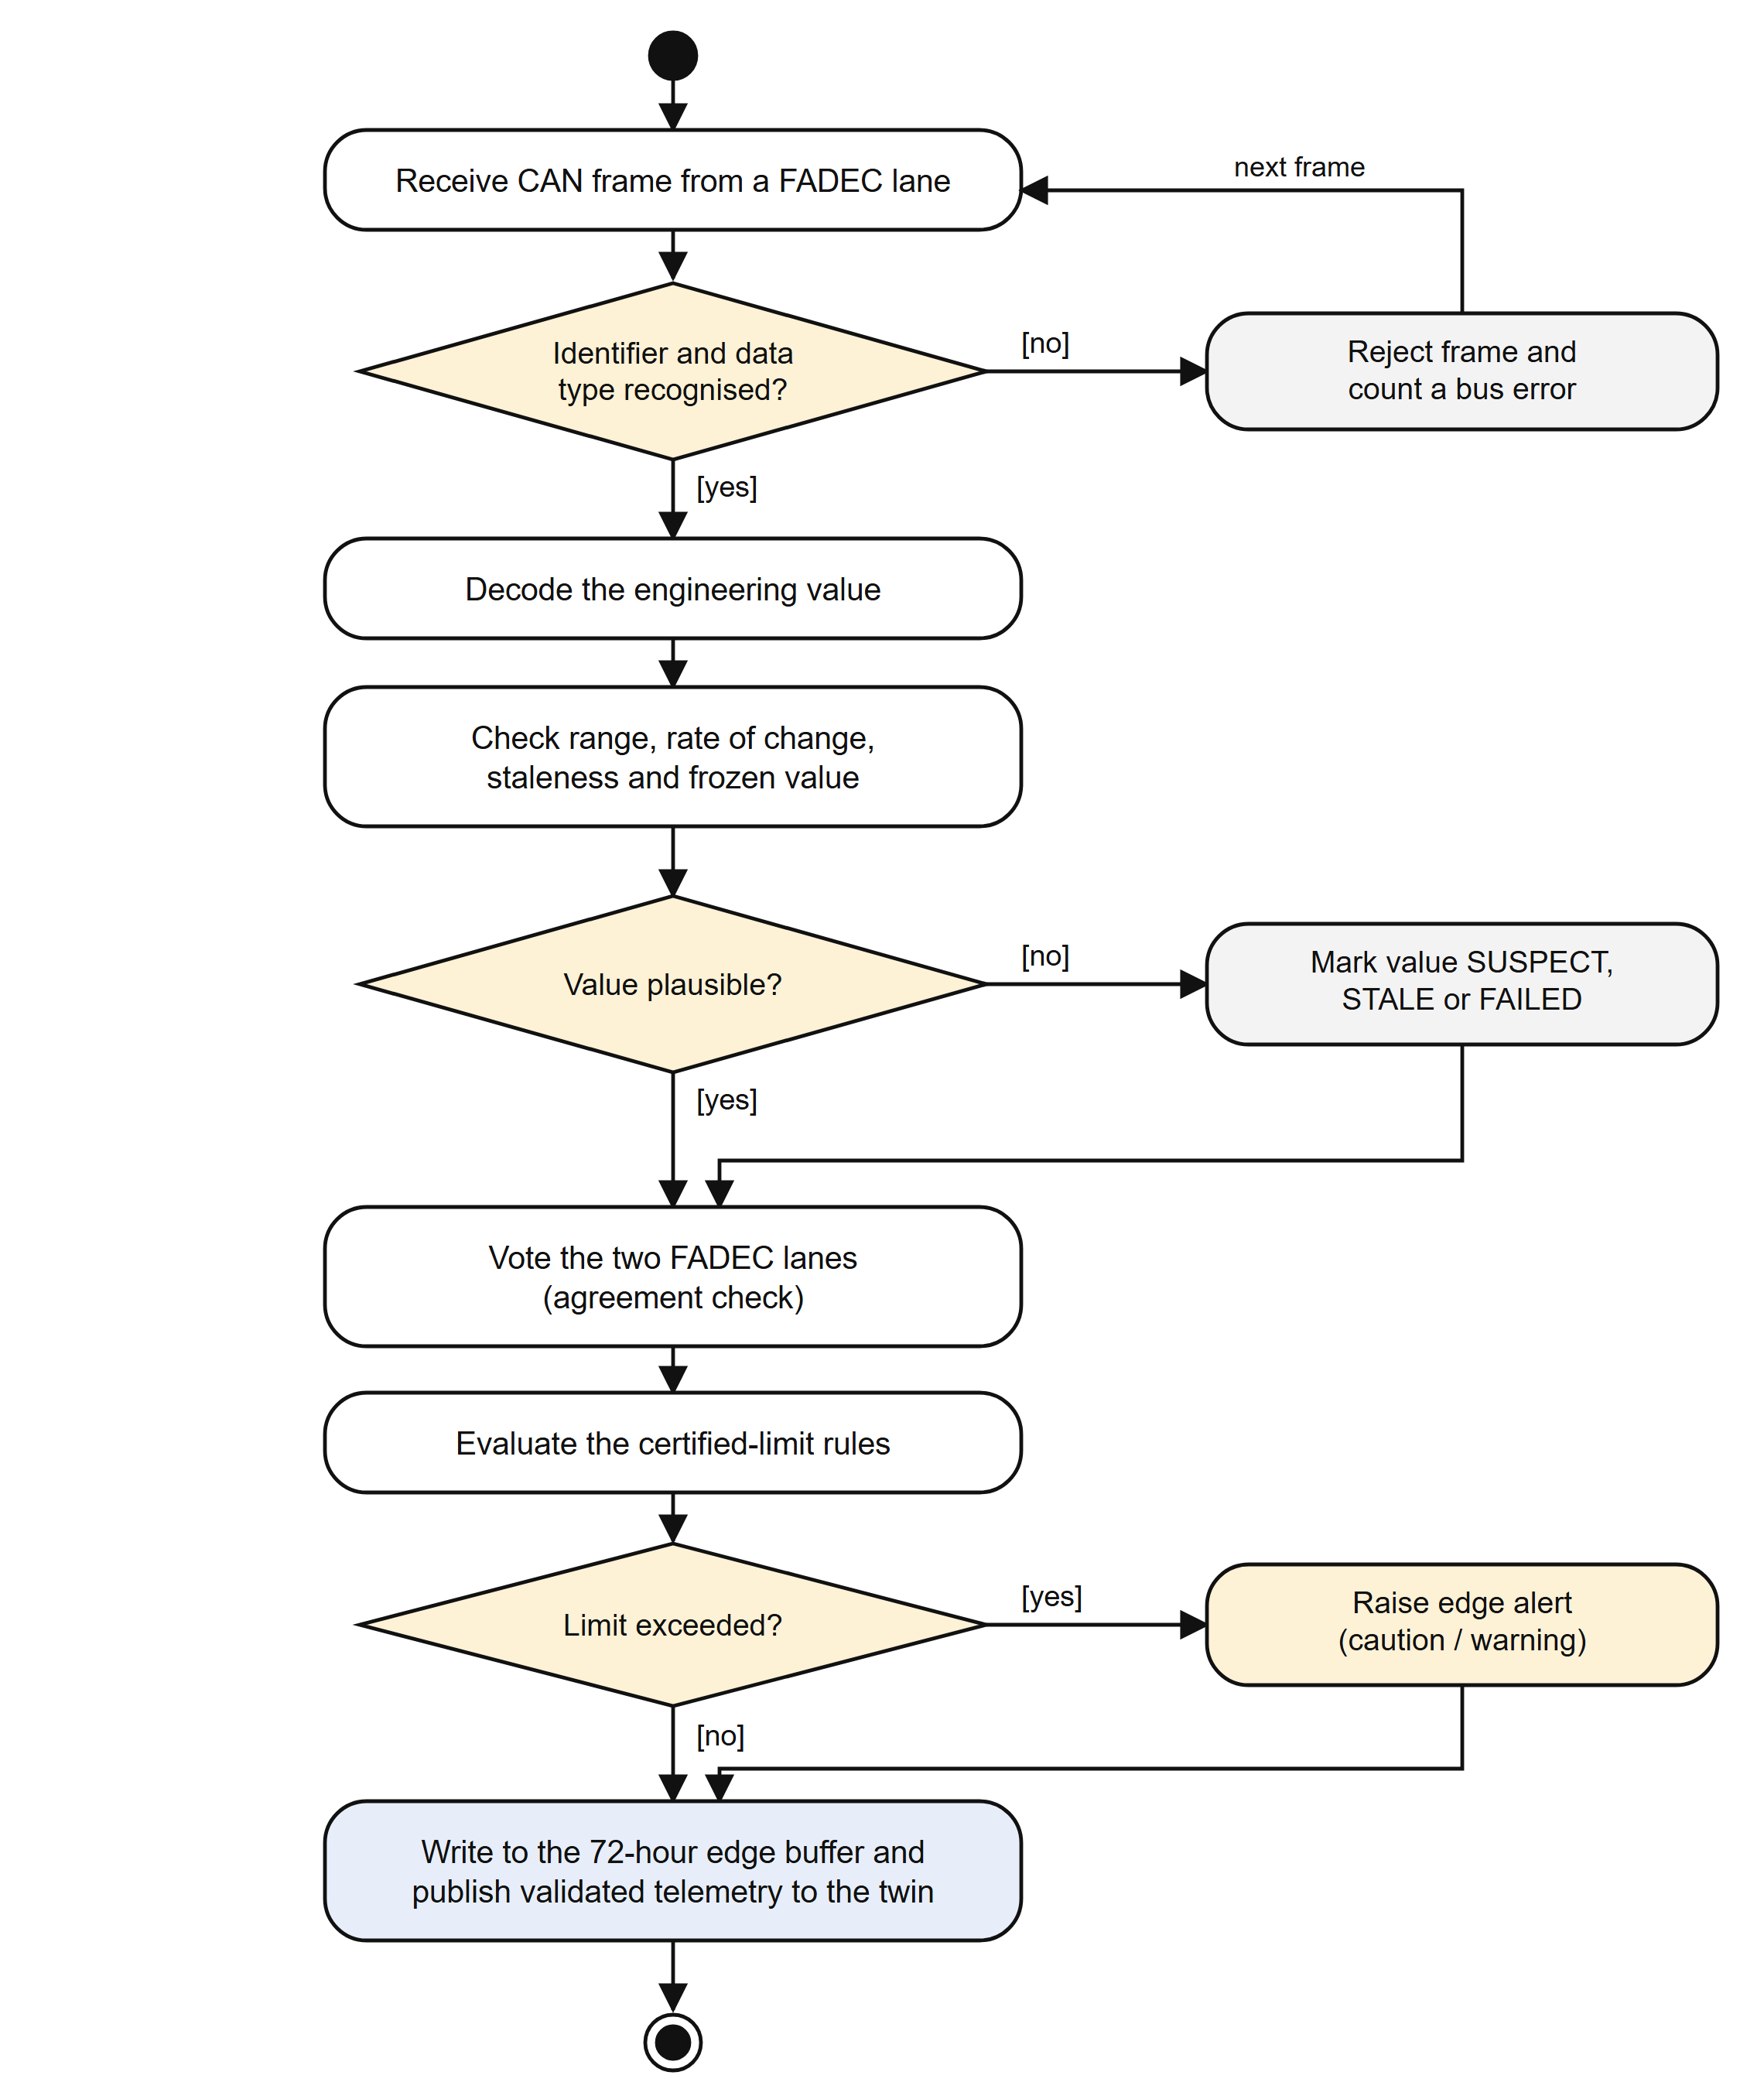 Receive CAN frame from a FADEC lane
next frame
Identifier and data
type recognised?
[no]
Reject frame and
count a bus error
[yes]
Decode the engineering value
Check range, rate of change,
staleness and frozen value
Value plausible?
[no]
Mark value SUSPECT,
STALE or FAILED
[yes]
Vote the two FADEC lanes
(agreement check)
Evaluate the certified-limit rules
Limit exceeded?
[yes]
Raise edge alert
(caution / warning)
[no]
Write to the 72-hour edge buffer and
publish validated telemetry to the twin